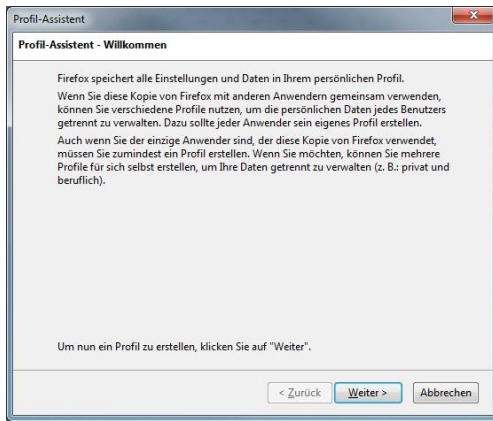 Profil-Assistent
Profil-Assistent - Willkommen
Firefox speichert alle Einstellungen und Daten in Ihrem persönlichen Profil.
Wenn Sie diese Kopie von Firefox mit anderen Anwendern gemeinsam verwenden,
können Sie verschiedene Profile nutzen, um die persönlichen Daten jedes Benutzers
getrennt zu verwalten. Dazu sollte jeder Anwender sein eigenes Profil erstellen.
Auch wenn Sie der einzige Anwender sind, der diese Kopie von Firefox verwendet,
müssen Sie zumindest ein Profil erstellen. Wenn Sie möchten, können Sie mehrere
Profile für sich selbst erstellen, um Ihre Daten getrennt zu verwalten (z. B.: privat und
beruflich).
Um nun ein Profil zu erstellen, klicken Sie auf "Weiter".
< Zurück Weiter > Abbrechen